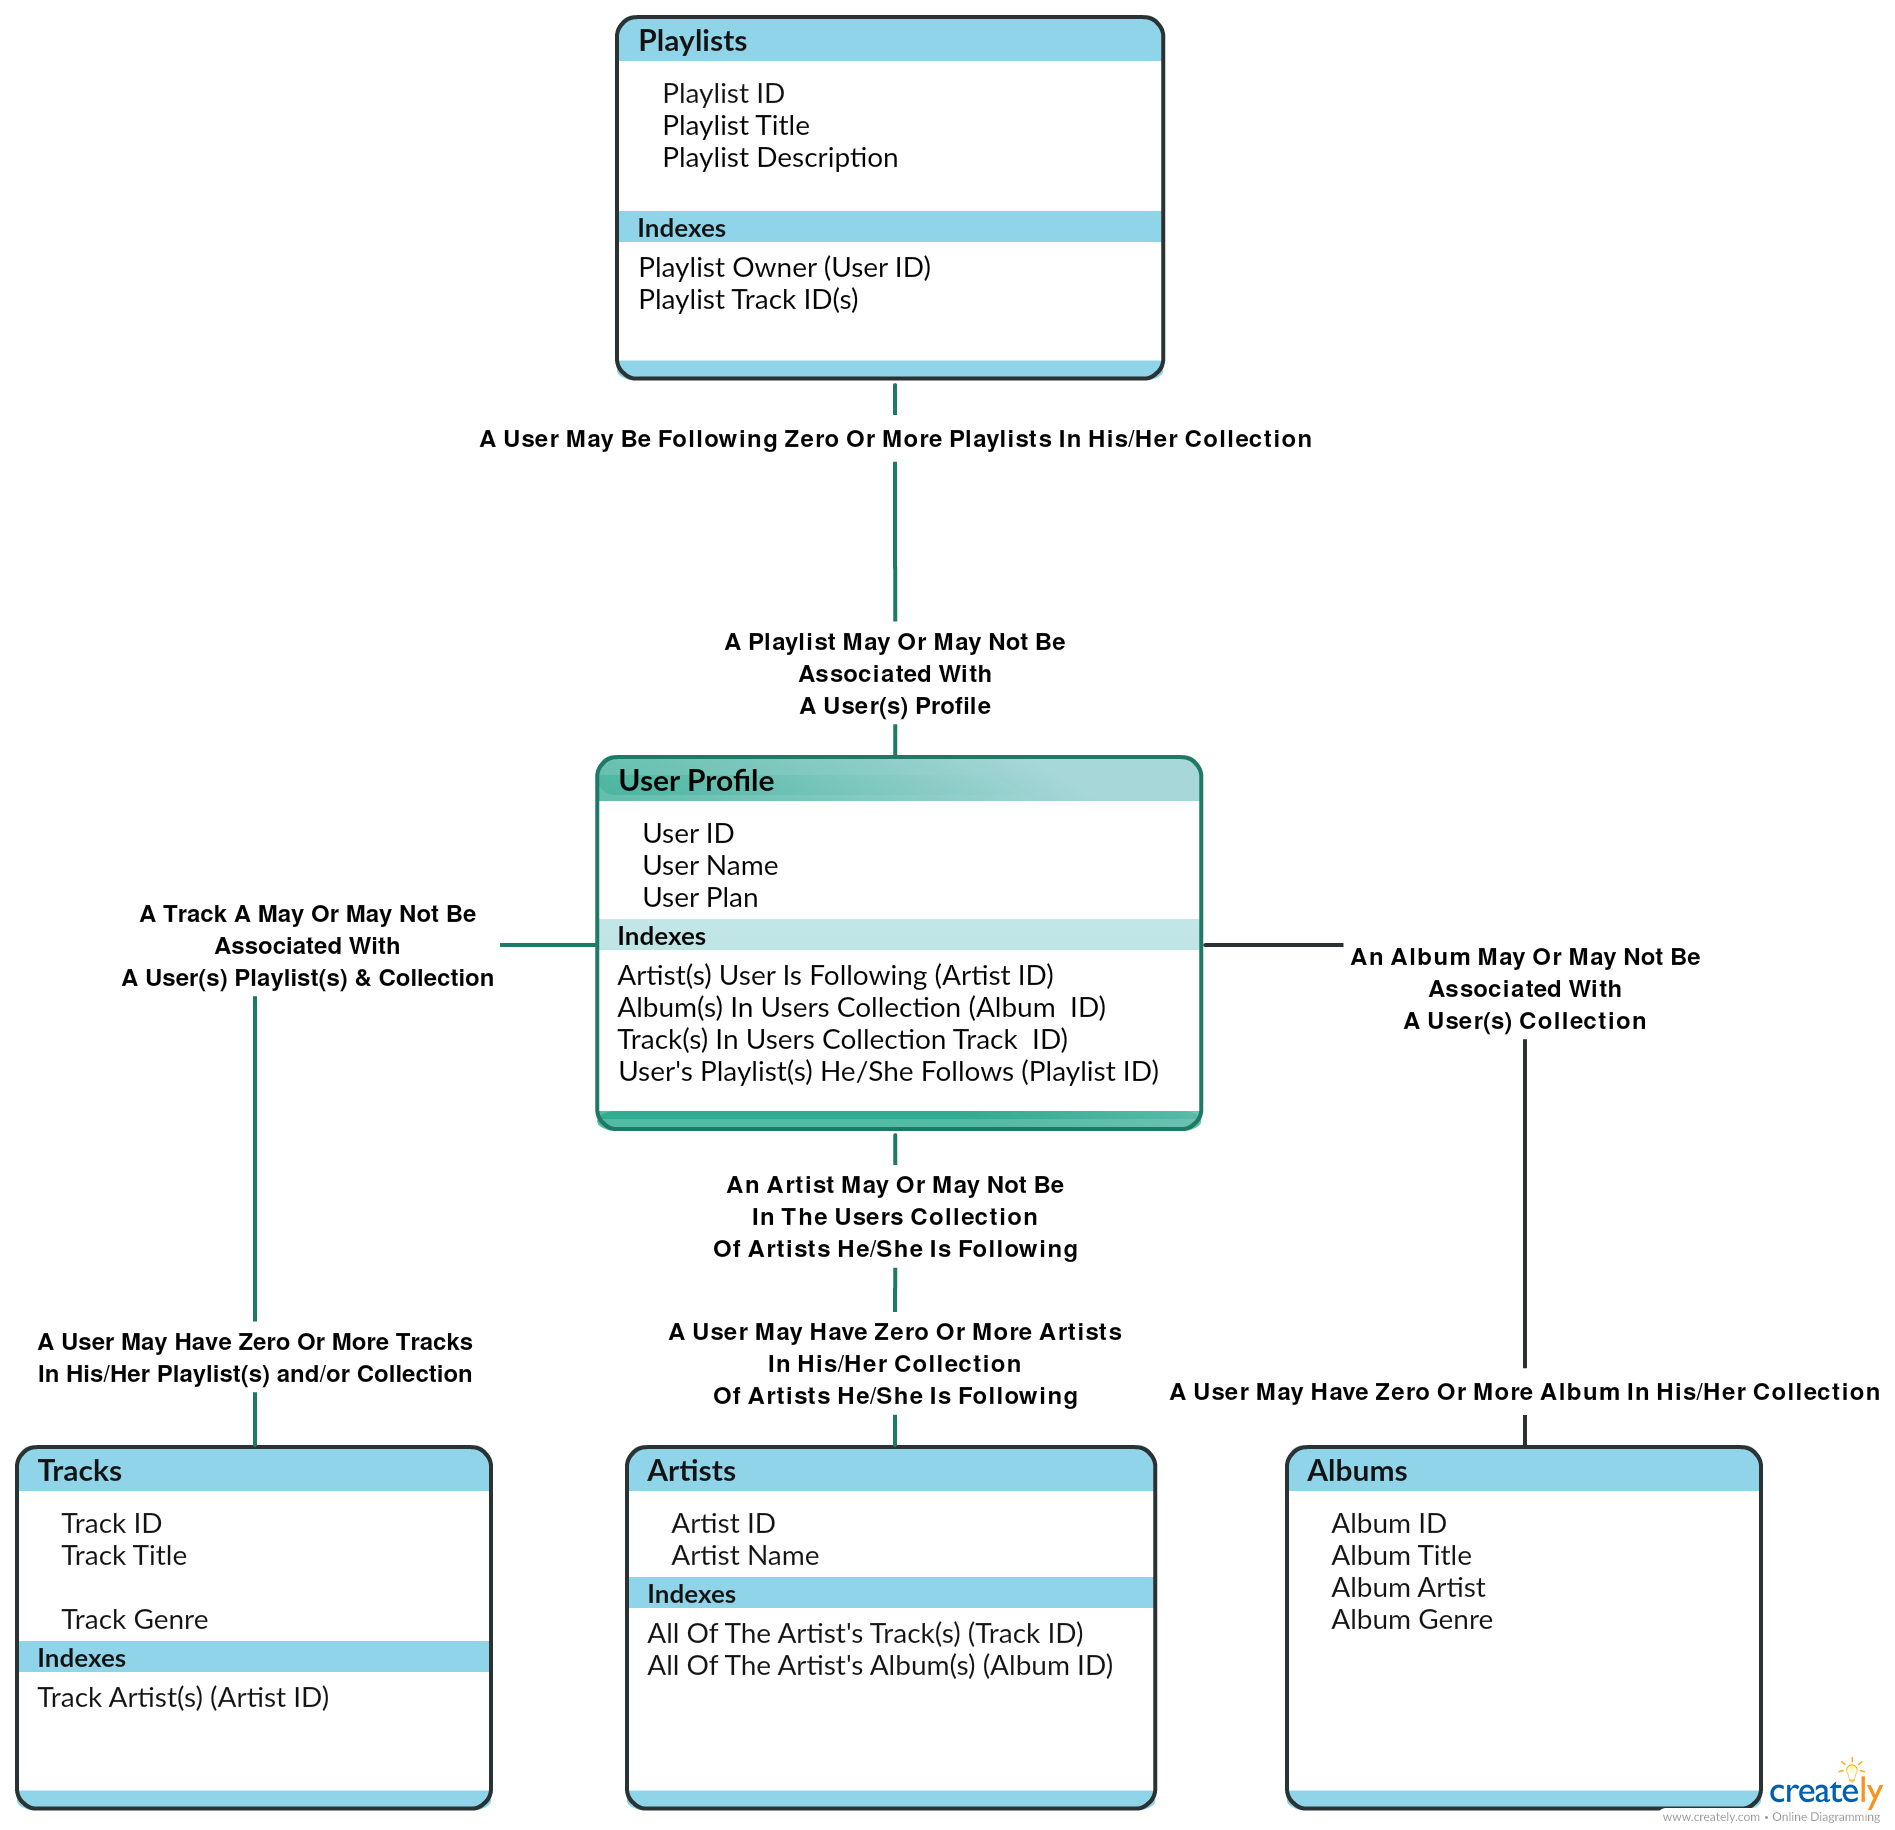 Playlists
Playlist ID
Playlist Title
Playlist Description
Indexes
Playlist Owner (User ID)
Playlist Track ID(s)
A User May Be Following Zero Or More Playlists In His/Her Collection
A Playlist May Or May Not Be
Associated With
A User(s) Profile
User Profile
User ID
User Name
User Plan
Indexes
Artist(s) User Is Following (Artist ID)
Album(s) In Users Collection (Album  ID)
Track(s) In Users Collection Track  ID)
User's Playlist(s) He/She Follows (Playlist ID)
A Track A May Or May Not Be
Associated With
A User(s) Playlist(s) & Collection
An Album May Or May Not Be
Associated With
A User(s) Collection
An Artist May Or May Not Be
In The Users Collection
Of Artists He/She Is Following
A User May Have Zero Or More Tracks
In His/Her Playlist(s) and/or Collection
A User May Have Zero Or More Artists
In His/Her Collection
Of Artists He/She Is Following
A User May Have Zero Or More Album In His/Her Collection
Tracks
Track ID
Track Title
Track Genre
Indexes
Track Artist(s) (Artist ID)
Artists
Artist ID
Artist Name
Indexes
All Of The Artist's Track(s) (Track ID)
All Of The Artist's Album(s) (Album ID)
Albums
Album ID
Album Title
Album Artist
Album Genre
creately
www.creately.com • Online Diagramming